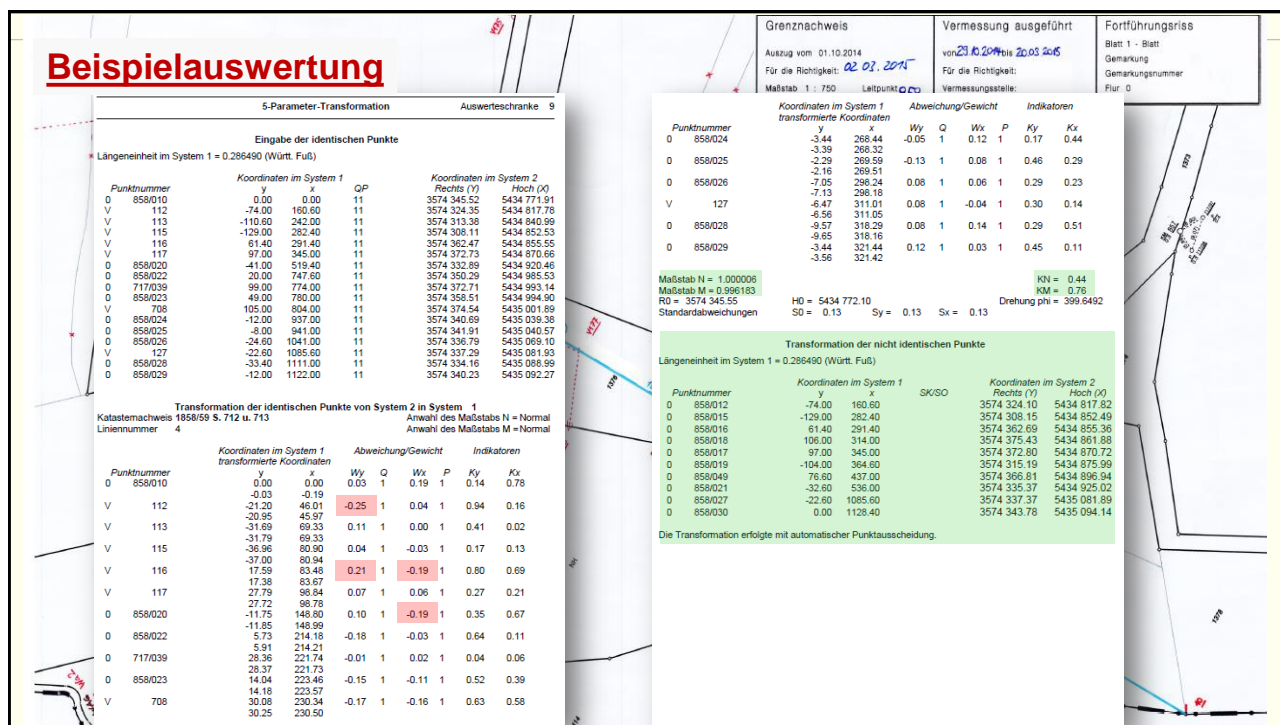 Beispielauswertung
Grenznachweis
Auszug vom 01.10.2014
Für die Richtigkeit: 02.03.2015
Maßstab 1 : 750 Leitpunkt
Vermessung ausgeführt
von 29.10.2014 bis 20.03.2015
Für die Richtigkeit:
Vermessungsstelle:
Fortführungsriss
Blatt 1 - Blatt
Gemarkung
Gemarkungsnummer
Flur 0
5-Parameter-Transformation Auswerteschranke 9
Eingabe der identischen Punkte
Längeneinheit im System 1 = 0.286490 (Württ. Fuß)
Koordinaten im System 1 Koordinaten im System 2
Punktnummer y x QP Rechts (Y) Hoch (X)
0 858/010 0.00 0.00 11 3574 345.52 5434 771.91
V 112 -74.00 160.60 11 3574 324.35 5434 817.78
V 113 -110.60 242.00 11 3574 313.38 5434 840.99
V 115 -129.00 282.40 11 3574 308.11 5434 852.53
V 116 61.40 291.40 11 3574 362.47 5434 855.55
V 117 97.00 345.00 11 3574 372.73 5434 870.66
0 858/020 -41.00 519.40 11 3574 332.89 5434 920.46
0 858/022 20.00 747.60 11 3574 350.29 5434 985.53
0 717/039 99.00 774.00 11 3574 372.71 5434 993.14
0 858/023 49.00 780.00 11 3574 358.51 5434 994.90
V 708 105.00 804.00 11 3574 374.54 5435 001.89
0 858/024 -12.00 937.00 11 3574 340.69 5435 039.38
0 858/025 -8.00 941.00 11 3574 341.91 5435 040.57
0 858/026 -24.60 1041.00 11 3574 336.79 5435 069.10
V 127 -22.60 1085.60 11 3574 337.29 5435 081.93
0 858/028 -33.40 1111.00 11 3574 334.16 5435 088.99
0 858/029 -12.00 1122.00 11 3574 340.23 5435 092.27
Transformation der identischen Punkte von System 2 in System 1
Katasternachweis 1858/59 S. 712 u. 713 Anwahl des Maßstabs N = Normal
Liniennummer 4 Anwahl des Maßstabs M = Normal
Koordinaten im System 1 Abweichung/Gewicht Indikatoren
transformierte Koordinaten
Punktnummer y x Wy Q Wx P Ky Kx
0 858/010 0.00 0.00 0.03 1 0.19 1 0.14 0.78
-0.03 -0.19
V 112 -21.20 46.01 -0.25 1 0.04 1 0.94 0.16
-20.95 45.97
V 113 -31.69 69.33 0.11 1 0.00 1 0.41 0.02
-31.79 69.33
V 115 -36.96 80.90 0.04 1 -0.03 1 0.17 0.13
-37.00 80.94
V 116 17.59 83.48 0.21 1 -0.19 1 0.80 0.69
17.38 83.67
V 117 27.79 98.84 0.07 1 0.06 1 0.27 0.21
27.72 98.78
0 858/020 -11.75 148.80 0.10 1 -0.19 1 0.35 0.67
-11.85 148.99
0 858/022 5.73 214.18 -0.18 1 -0.03 1 0.64 0.11
5.91 214.21
0 717/039 28.36 221.74 -0.01 1 0.02 1 0.04 0.06
28.37 221.73
0 858/023 14.04 223.46 -0.15 1 -0.11 1 0.52 0.39
14.18 223.57
V 708 30.08 230.34 -0.17 1 -0.16 1 0.63 0.58
30.25 230.50
Koordinaten im System 1 Abweichung/Gewicht Indikatoren
transformierte Koordinaten
Punktnummer y x Wy Q Wx P Ky Kx
0 858/024 -3.44 268.44 -0.05 1 0.12 1 0.17 0.44
-3.39 268.32
0 858/025 -2.29 269.59 -0.13 1 0.08 1 0.46 0.29
-2.16 269.51
0 858/026 -7.05 298.24 0.08 1 0.06 1 0.29 0.23
-7.13 298.18
V 127 -6.47 311.01 0.08 1 -0.04 1 0.30 0.14
-6.56 311.05
0 858/028 -9.57 318.29 0.08 1 0.14 1 0.29 0.51
-9.65 318.16
0 858/029 -3.44 321.44 0.12 1 0.03 1 0.45 0.11
-3.56 321.42
Maßstab N = 1.000006 KN = 0.44
Maßstab M = 0.996183 KM = 0.76
R0 = 3574 345.55 H0 = 5434 772.10 Drehung phi = 399.6492
Standardabweichungen S0 = 0.13 Sy = 0.13 Sx = 0.13
Transformation der nicht identischen Punkte
Längeneinheit im System 1 = 0.286490 (Württ. Fuß)
Koordinaten im System 1 Koordinaten im System 2
Punktnummer y x SK/SO Rechts (Y) Hoch (X)
0 858/012 -74.00 160.60 3574 324.10 5434 817.82
0 858/015 -129.00 282.40 3574 308.15 5434 852.49
0 858/016 61.40 291.40 3574 362.69 5434 855.36
0 858/018 106.00 314.00 3574 375.43 5434 861.88
0 858/017 97.00 345.00 3574 372.80 5434 870.72
0 858/019 -104.00 364.60 3574 315.19 5434 875.99
0 858/049 76.60 437.00 3574 366.81 5434 896.94
0 858/021 -32.60 536.00 3574 335.37 5434 925.02
0 858/027 -22.60 1085.60 3574 337.37 5435 081.89
0 858/030 0.00 1128.40 3574 343.78 5435 094.14
Die Transformation erfolgte mit automatischer Punktausscheidung.
1373
1376
1378